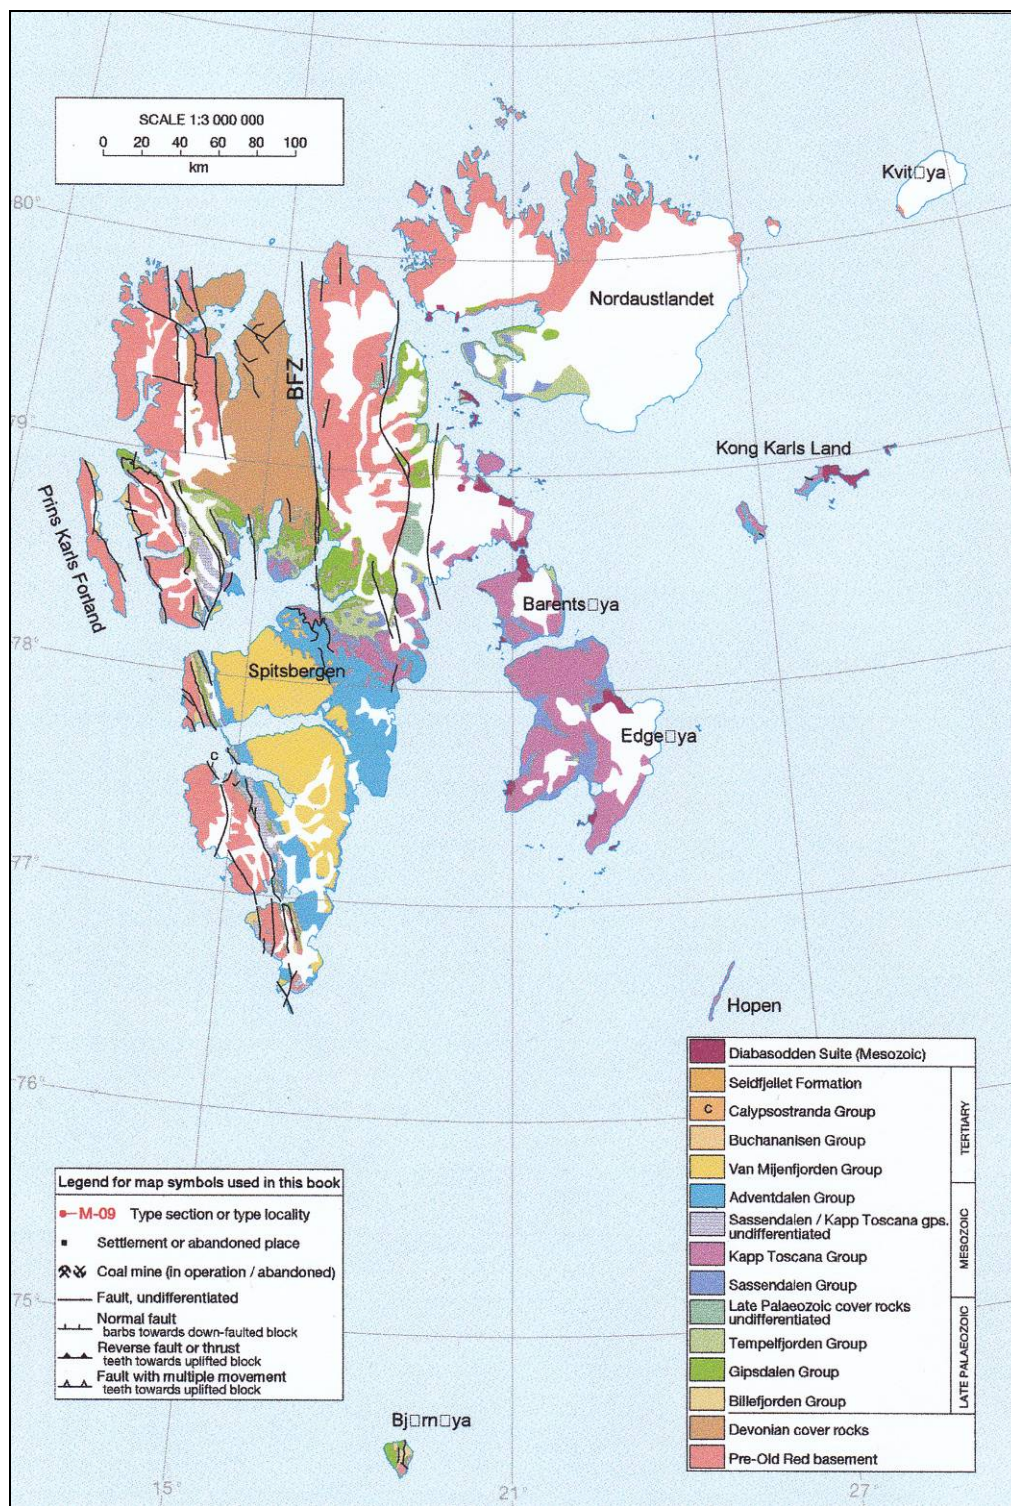 SCALE 1:3 000 000
0 20 40 60 80 100
km
Kvit□ya
80°
Nordaustlandet
BFZ
79°
Kong Karls Land
Prins Karls Forland
Barents□ya
78°
Spitsbergen
Edge□ya
C
77°
Hopen
76°
Diabasodden Suite (Mesozoic)
Seidfjellet Formation
C Calypsostranda Group
Buchananisen Group
Van Mijenfjorden Group
TERTIARY
Adventdalen Group
Sassendalen / Kapp Toscana gps.
undifferentiated
Kapp Toscana Group
Sassendalen Group
MESOZOIC
Late Palaeozoic cover rocks
undifferentiated
Tempelfjorden Group
Gipsdalen Group
Billefjorden Group
LATE PALAEOZOIC
Devonian cover rocks
Pre-Old Red basement
Legend for map symbols used in this book
M-09 Type section or type locality
Settlement or abandoned place
Coal mine (in operation / abandoned)
Fault, undifferentiated
Normal fault
barbs towards down-faulted block
Reverse fault or thrust
teeth towards uplifted block
Fault with multiple movement
teeth towards uplifted block
75°
Bj□rn□ya
15°
21°
27°